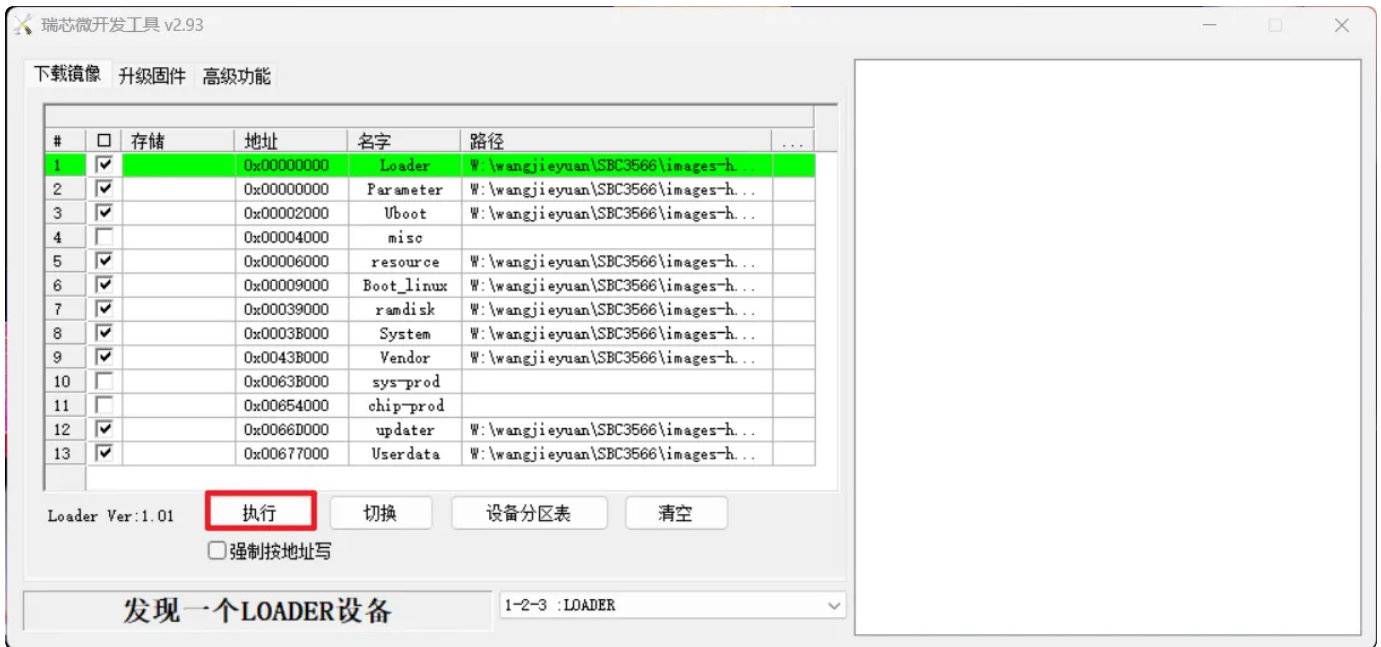 瑞芯微开发工具 v2.93
下载镜像 升级固件 高级功能
# 存储 地址 名字 路径 ...
1 0x00000000 Loader W:\wangjieyuan\SBC3566\images-h...
2 0x00000000 Parameter W:\wangjieyuan\SBC3566\images-h...
3 0x00002000 Uboot W:\wangjieyuan\SBC3566\images-h...
4 0x00004000 misc
5 0x00006000 resource W:\wangjieyuan\SBC3566\images-h...
6 0x00009000 Boot_linux W:\wangjieyuan\SBC3566\images-h...
7 0x00039000 ramdisk W:\wangjieyuan\SBC3566\images-h...
8 0x0003B000 System W:\wangjieyuan\SBC3566\images-h...
9 0x0043B000 Vendor W:\wangjieyuan\SBC3566\images-h...
10 0x0063B000 sys-prod
11 0x00654000 chip-prod
12 0x0066D000 updater W:\wangjieyuan\SBC3566\images-h...
13 0x00677000 Userdata W:\wangjieyuan\SBC3566\images-h...
Loader Ver:1.01 执行 切换 设备分区表 清空
强制按地址写
发现一个LOADER设备 1-2-3 :LOADER